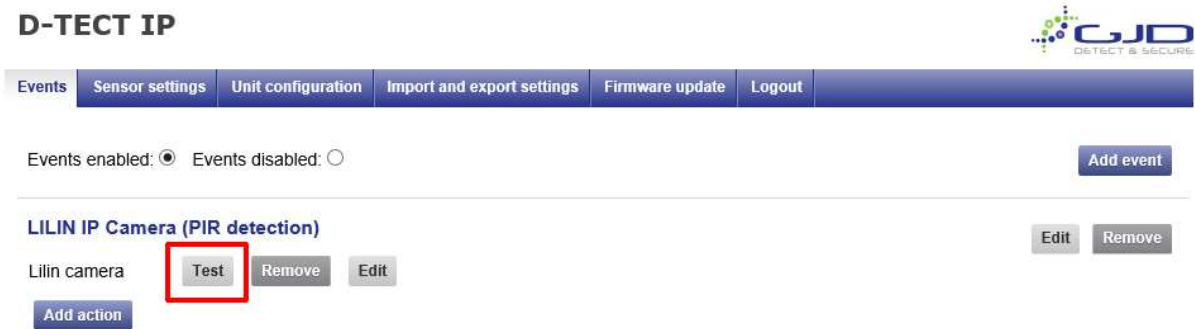 D-TECT IP
GJD
DETECT & SECURE
Events Sensor settings Unit configuration Import and export settings Firmware update Logout
Events enabled: Events disabled:
Add event
LILIN IP Camera (PIR detection)
Edit Remove
Lilin camera Test Remove Edit
Add action